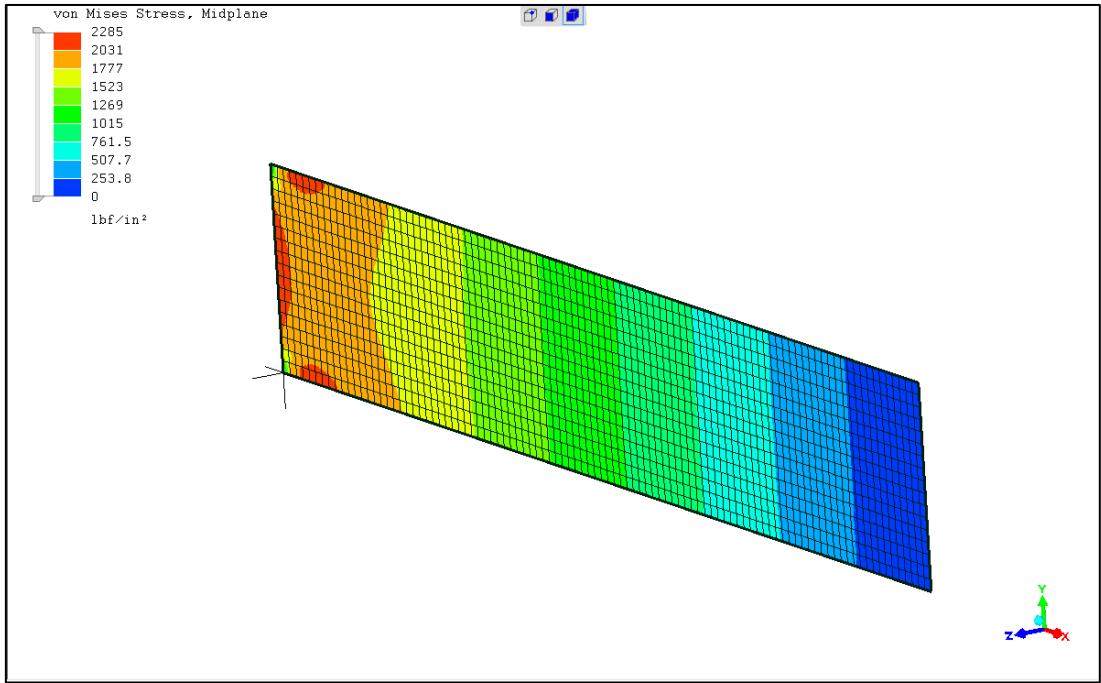 von Mises Stress, Midplane
2285
2031
1777
1523
1269
1015
761.5
507.7
253.8
0
lbf/in²
Y
Z
X